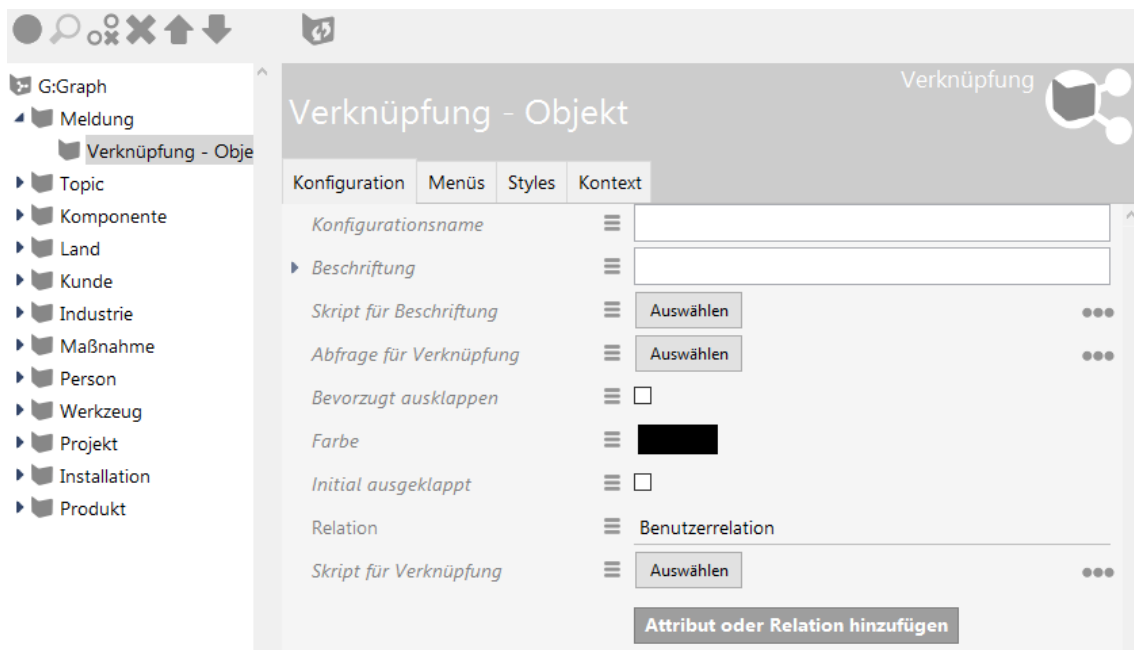 G:Graph
Meldung
Verknüpfung - Obje
Topic
Komponente
Land
Kunde
Industrie
Maßnahme
Person
Werkzeug
Projekt
Installation
Produkt
Verknüpfung
Verknüpfung - Objekt
Konfiguration Menüs Styles Kontext
Konfigurationsname
Beschriftung
Skript für Beschriftung Auswählen
Abfrage für Verknüpfung Auswählen
Bevorzugt ausklappen
Farbe
Initial ausgeklappt
Relation Benutzerrelation
Skript für Verknüpfung Auswählen
Attribut oder Relation hinzufügen